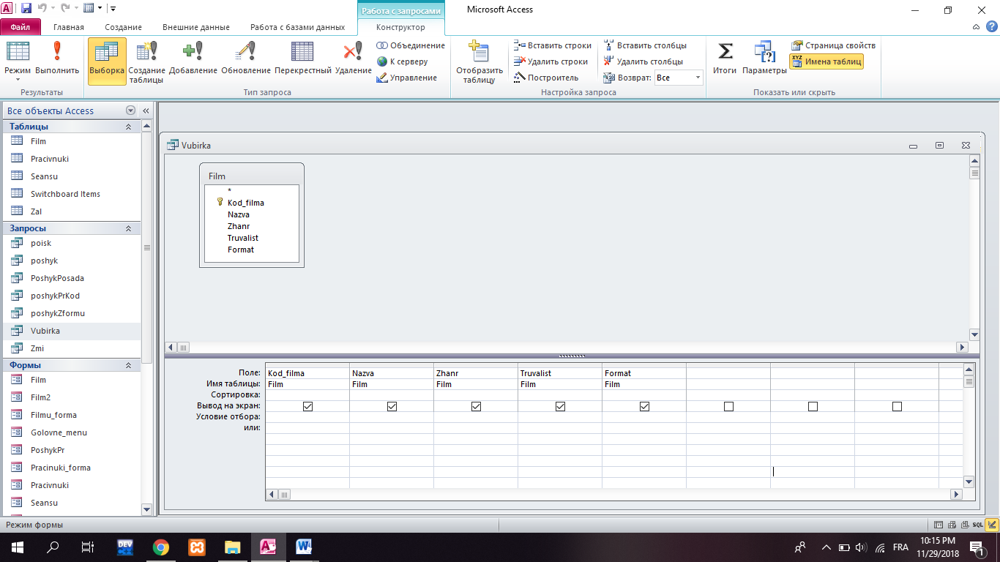 Работа с запросами
Microsoft Access
Файл
Главная
Создание
Внешние данные
Работа с базами данных
Конструктор
Режим
Выполнить
Результаты
Выборка
Создание таблицы
Добавление
Обновление
Перекрестный
Удаление
Объединение
К серверу
Управление
Тип запроса
Отобразить таблицу
Вставить строки
Удалить строки
Построитель
Вставить столбцы
Удалить столбцы
Возврат: Все
Настройка запроса
Итоги
Параметры
Страница свойств
Имена таблиц
Показать или скрыть
Все объекты Access
Таблицы
Film
Pracivnuki
Seansu
Switchboard Items
Zal
Запросы
poisk
poshyk
PoshykPosada
poshykPrKod
poshykZformu
Vubirka
Zmi
Формы
Film
Film2
Filmu_forma
Golovne_menu
PoshykPr
Pracinuki_forma
Pracivnuki
Seansu
Vubirka
Film
*
Kod_filma
Nazva
Zhanr
Truvalist
Format
Поле: Kod_filma Nazva Zhanr Truvalist Format
Имя таблицы: Film Film Film Film Film
Сортировка:
Вывод на экран:
Условие отбора:
или:
Режим формы
SQL
DEV
FRA
10:15 PM
11/29/2018
1